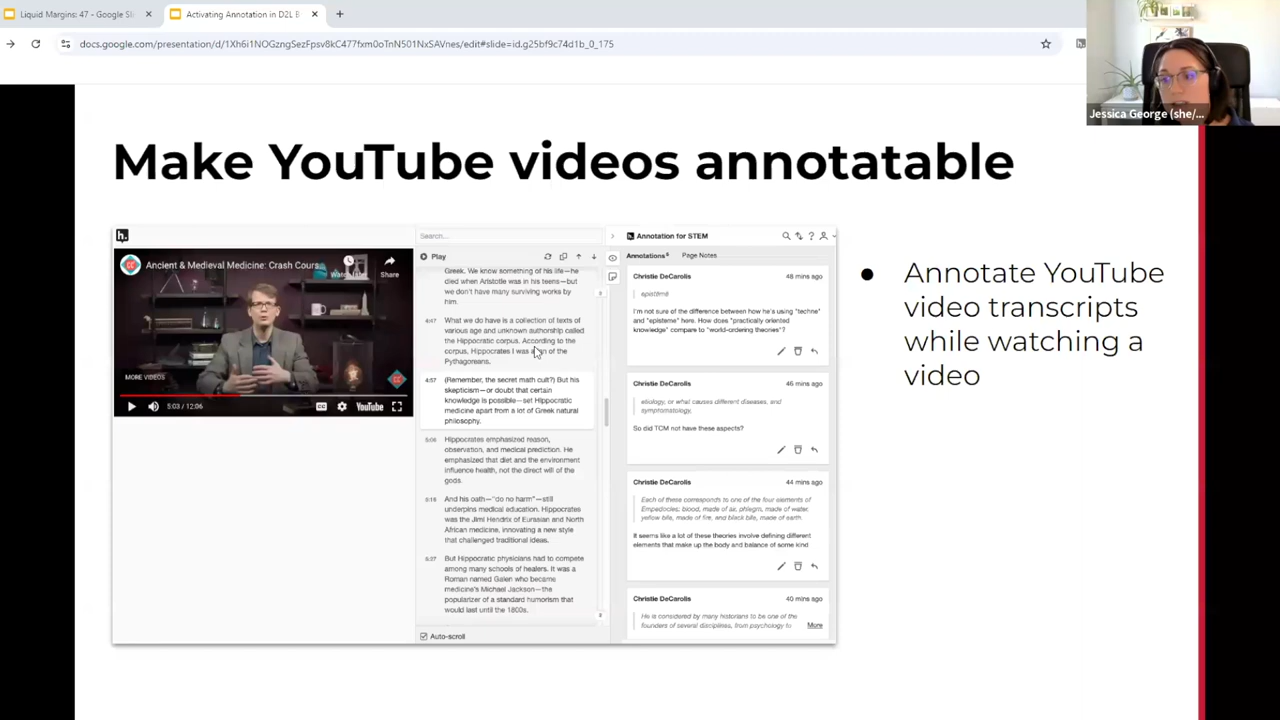 Liquid Margins: 47 - Google Sl
Activating Annotation in D2L B
docs.google.com/presentation/d/1Xh6i1NOGzngSezFpsv8kC477fxm0oTnN501NxSAVnes/edit#slide=id.g25bf9c74d1b_0_175
Jessica George (she/...
Make YouTube videos annotatable
h.
Ancient & Medieval Medicine: Crash Cours...
Watch later
Share
MORE VIDEOS
5:03 / 12:06
YouTube
Search...
Play
Greek. We know something of his life—he
died when Aristotle was in his teens—but
we don't have many surviving works by
him.
4:47
What we do have is a collection of texts of
various age and unknown authorship called
the Hippocratic corpus. According to the
corpus, Hippocrates I was of the
Pythagoreans.
4:57
(Remember, the secret math cult?) But his
skepticism—or doubt that certain
knowledge is possible—set Hippocratic
medicine apart from a lot of Greek natural
philosophy.
5:08
Hippocrates emphasized reason,
observation, and medical prediction. He
emphasized that diet and the environment
influence health, not the direct will of the
gods.
5:18
And his oath—"do no harm"—still
underpins medical education. Hippocrates
was the Jimi Hendrix of Eurasian and North
African medicine, innovating a new style
that challenged traditional ideas.
5:27
But Hippocratic physicians had to compete
among many schools of healers. It was a
Roman named Galen who became
medicine's Michael Jackson—the
popularizer of a standard humorism that
would last until the 1800s.
Auto-scroll
Annotation for STEM
Annotations
Page Notes
Christie DeCarolis
48 mins ago
epistēmē
I'm not sure of the difference between how he's using "techne"
and "episteme" here. How does "practically oriented
knowledge" compare to "world-ordering theories"?
Christie DeCarolis
46 mins ago
etiology, or what causes different diseases, and
symptomatology,
So did TCM not have these aspects?
Christie DeCarolis
44 mins ago
Each of these corresponds to one of the four elements of
Empedocles: blood, made of air, phlegm, made of water,
yellow bile, made of fire, and black bile, made of earth.
It seems like a lot of these theories involve defining different
elements that make up the body and balance of some kind
Christie DeCarolis
40 mins ago
He is considered by many historians to be one of the
founders of several disciplines, from psychology to
More
● Annotate YouTube
video transcripts
while watching a
video